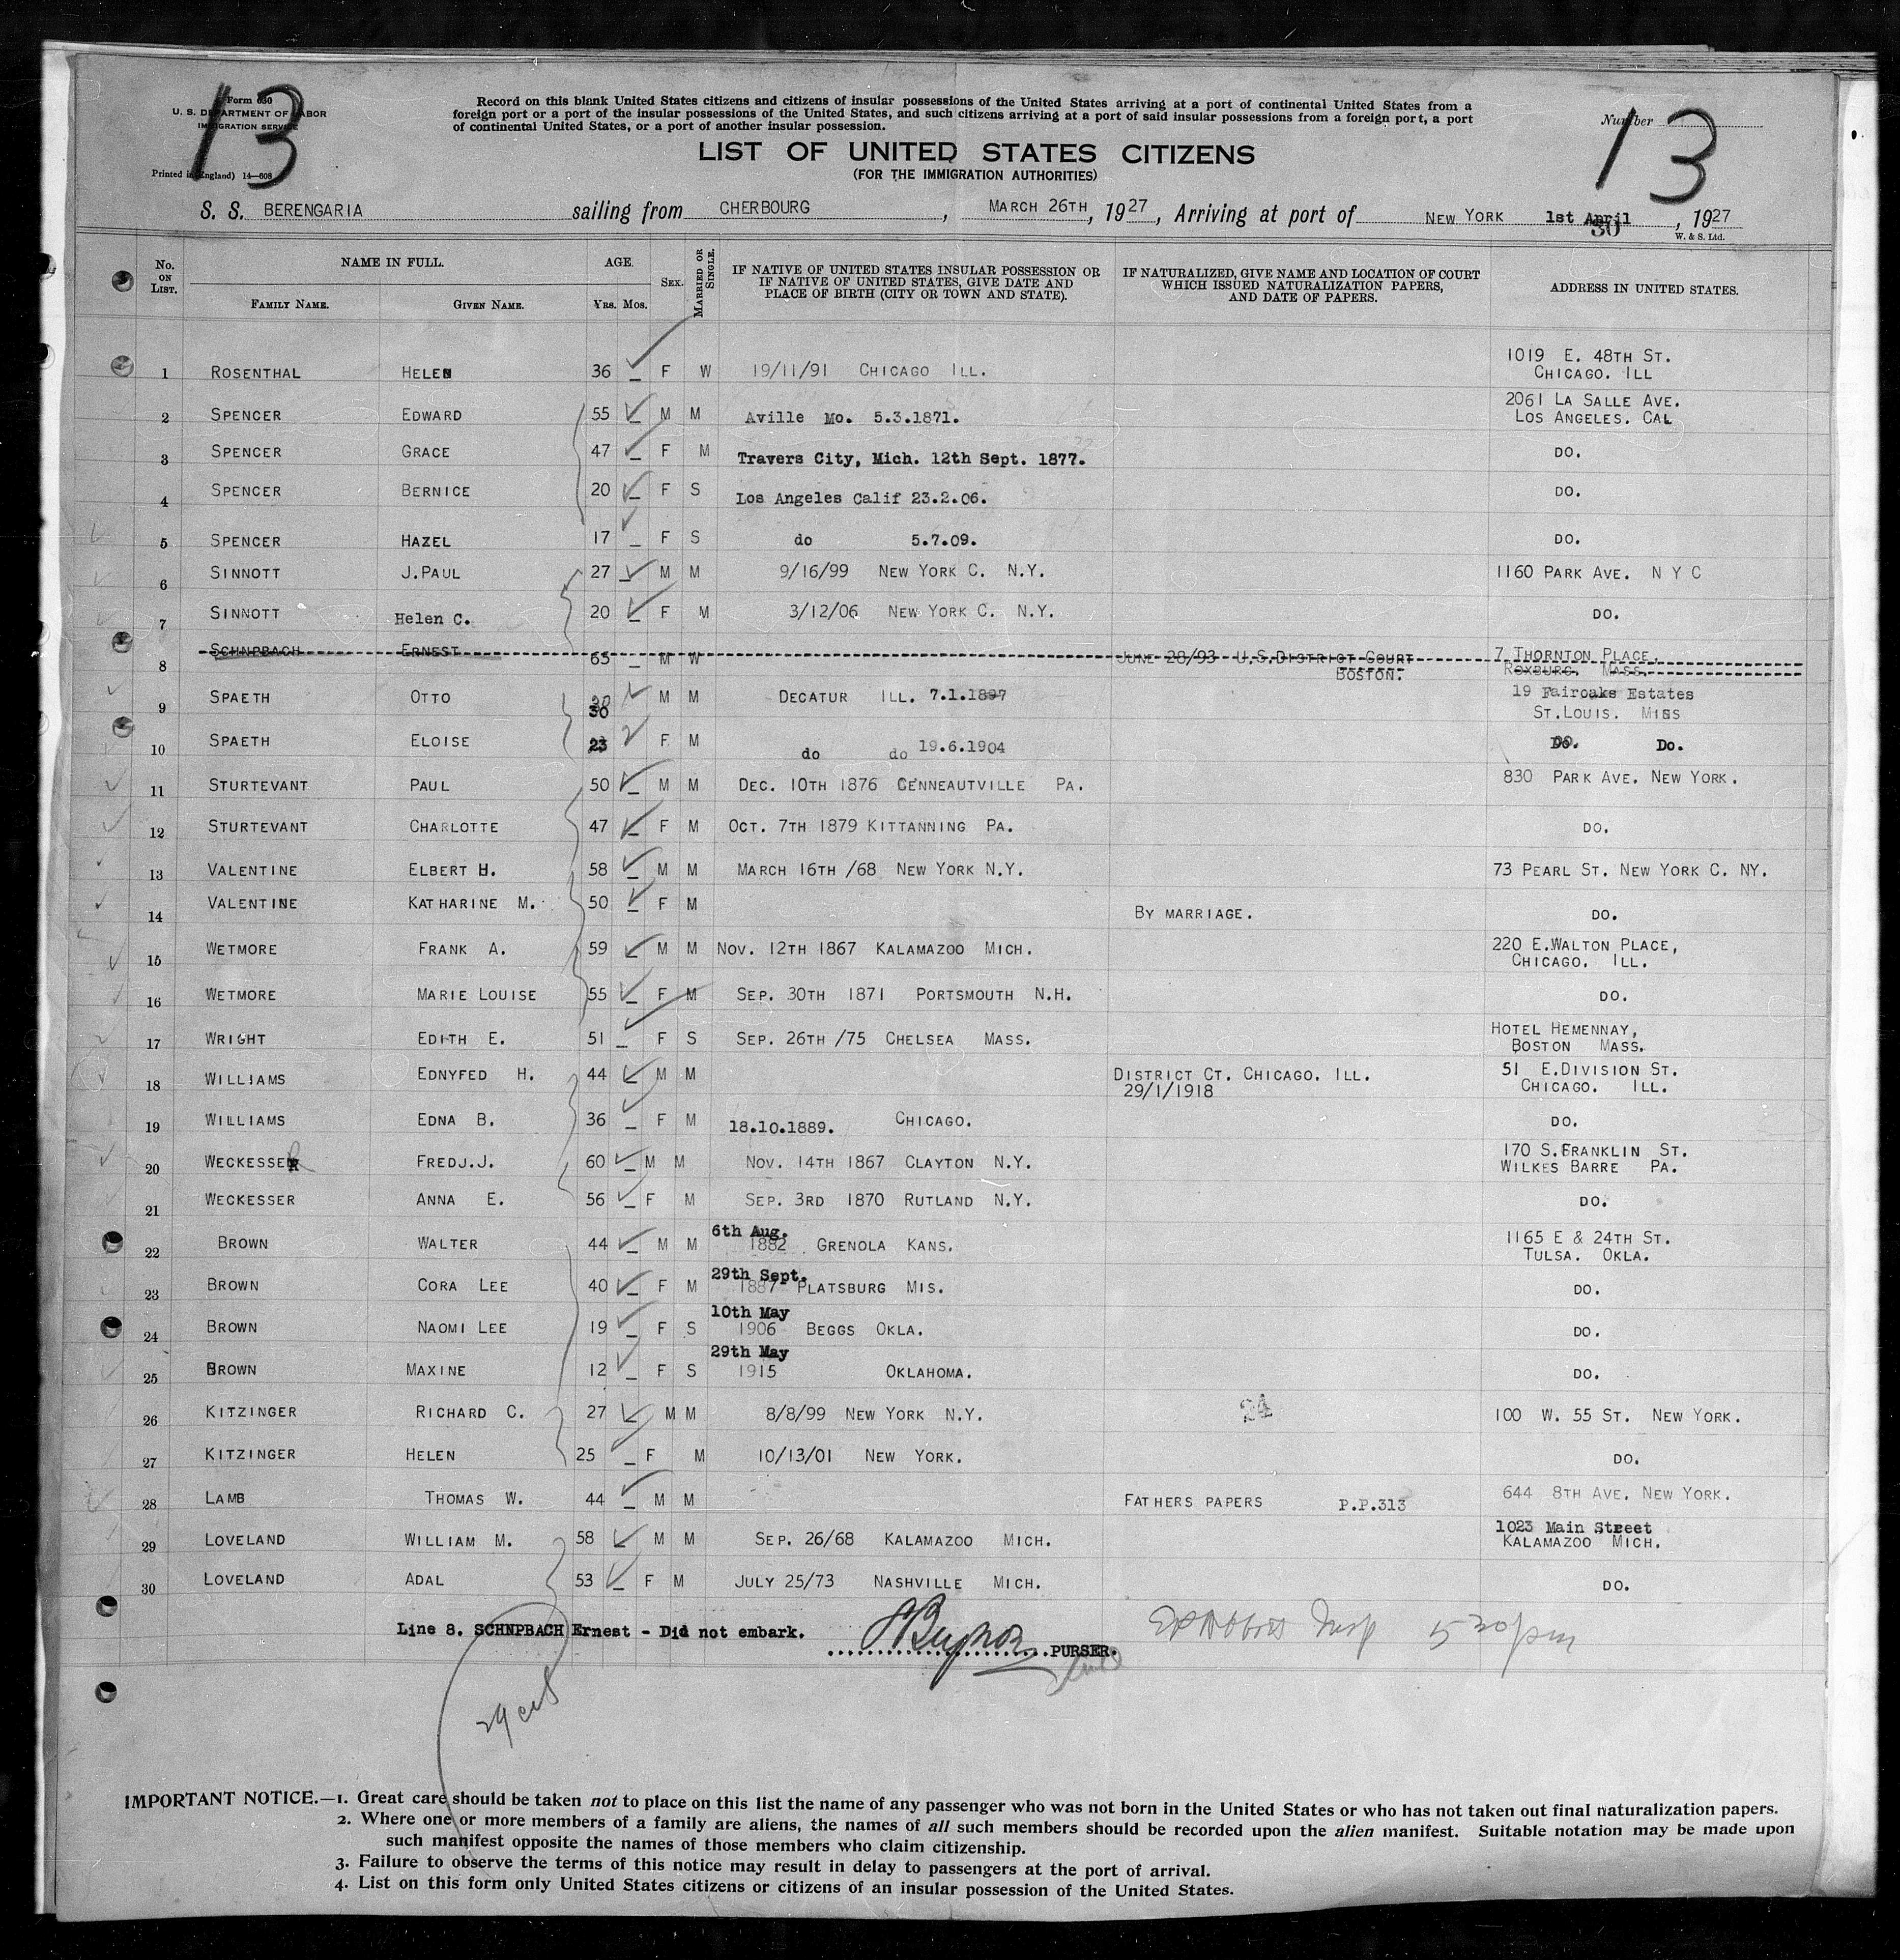 13
13
Form 630
U. S. DEPARTMENT OF LABOR
IMMIGRATION SERVICE
Printed in (England) 14—608
Record on this blank United States citizens and citizens of insular possessions of the United States arriving at a port of continental United States from a
foreign port or a port of the insular possessions of the United States, and such citizens arriving at a port of said insular possessions from a foreign port, a port
of continental United States, or a port of another insular possession.
Number
LIST OF UNITED STATES CITIZENS
(FOR THE IMMIGRATION AUTHORITIES)
S. S. BERENGARIA sailing from CHERBOURG, MARCH 26TH, 1927, Arriving at port of NEW YORK 1st April, 1927
30
W. & S. Ltd.
No. ON LIST.
NAME IN FULL.
FAMILY NAME. GIVEN NAME.
AGE.
YRS. MOS.
SEX.
MARRIED OR SINGLE.
IF NATIVE OF UNITED STATES INSULAR POSSESSION OR
IF NATIVE OF UNITED STATES, GIVE DATE AND
PLACE OF BIRTH (CITY OR TOWN AND STATE).
IF NATURALIZED, GIVE NAME AND LOCATION OF COURT
WHICH ISSUED NATURALIZATION PAPERS,
AND DATE OF PAPERS.
ADDRESS IN UNITED STATES.
1 ROSENTHAL HELEN 36 _ F W 19/11/91 CHICAGO ILL. 1019 E. 48TH ST.
CHICAGO. ILL
2 SPENCER EDWARD 55 _ M M Aville Mo. 5.3.1871. 2061 LA SALLE AVE.
LOS ANGELES. CAL
3 SPENCER GRACE 47 _ F M Travers City, Mich. 12th Sept. 1877. DO.
4 SPENCER BERNICE 20 _ F S Los Angeles Calif 23.2.06. DO.
5 SPENCER HAZEL 17 _ F S do 5.7.09. DO.
6 SINNOTT J.PAUL 27 _ M M 9/16/99 NEW YORK C. N.Y. 1160 PARK AVE. N Y C
7 SINNOTT Helen C. 20 _ F M 3/12/06 NEW YORK C. N.Y. DO.
8 SCHNPBACH ERNEST 65 _ M W JUNE 28/93 U.S.DISTRICT COURT 7 THORNTON PLACE,
BOSTON. ROXBURG. MASS.
9 SPAETH OTTO 30 M M DECATUR ILL. 7.1.1897 19 Fairoaks Estates
30 ST.LOUIS. MISS
10 SPAETH ELOISE 23 F M do do 19.6.1904 DO. Do.
11 STURTEVANT PAUL 50 _ M M DEC. 10TH 1876 CENNEAUTVILLE PA. 830 PARK AVE. NEW YORK.
12 STURTEVANT CHARLOTTE 47 _ F M OCT. 7TH 1879 KITTANNING PA. DO.
13 VALENTINE ELBERT H. 58 _ M M MARCH 16TH /68 NEW YORK N.Y. 73 PEARL ST. NEW YORK C. NY.
14 VALENTINE KATHARINE M. 50 _ F M BY MARRIAGE. DO.
15 WETMORE FRANK A. 59 _ M M NOV. 12TH 1867 KALAMAZOO MICH. 220 E.WALTON PLACE,
CHICAGO. ILL.
16 WETMORE MARIE LOUISE 55 _ F M SEP. 30TH 1871 PORTSMOUTH N.H. DO.
17 WRIGHT EDITH E. 51 _ F S SEP. 26TH /75 CHELSEA MASS. HOTEL HEMENNAY,
BOSTON MASS.
18 WILLIAMS EDNYFED H. 44 _ M M DISTRICT CT. CHICAGO. ILL. 51 E.DIVISION ST.
29/1/1918 CHICAGO. ILL.
19 WILLIAMS EDNA B. 36 _ F M 18.10.1889. CHICAGO. DO.
20 WECKESSER FREDJ.J. 60 _ M M NOV. 14TH 1867 CLAYTON N.Y. 170 S.FRANKLIN ST.
WILKES BARRE PA.
21 WECKESSER ANNA E. 56 _ F M SEP. 3RD 1870 RUTLAND N.Y. DO.
6th Aug.
22 BROWN WALTER 44 _ M M 1882 GRENOLA KANS. 1165 E & 24TH ST.
TULSA. OKLA.
29th Sept.
23 BROWN CORA LEE 40 _ F M 1887 PLATSBURG MIS. DO.
10th May
24 BROWN NAOMI LEE 19 _ F S 1906 BEGGS OKLA. DO.
29th May
25 BROWN MAXINE 12 _ F S 1915 OKLAHOMA. DO.
26 KITZINGER RICHARD C. 27 _ M M 8/8/99 NEW YORK N.Y. 24 100 W. 55 ST. NEW YORK.
27 KITZINGER HELEN 25 _ F M 10/13/01 NEW YORK. DO.
28 LAMB THOMAS W. 44 _ M M FATHERS PAPERS P.P.313 644 8TH AVE. NEW YORK.
29 LOVELAND WILLIAM M. 58 _ M M SEP. 26/68 KALAMAZOO MICH. 1023 Main Street
KALAMAZOO MICH.
30 LOVELAND ADAL 53 _ F M JULY 25/73 NASHVILLE MICH. DO.
Line 8. SCHNPBACH Ernest - Did not embark. PURSER.
Insp 5 30 pm
29 cit
IMPORTANT NOTICE.—1. Great care should be taken not to place on this list the name of any passenger who was not born in the United States or who has not taken out final naturalization papers.
2. Where one or more members of a family are aliens, the names of all such members should be recorded upon the alien manifest. Suitable notation may be made upon
such manifest opposite the names of those members who claim citizenship.
3. Failure to observe the terms of this notice may result in delay to passengers at the port of arrival.
4. List on this form only United States citizens or citizens of an insular possession of the United States.